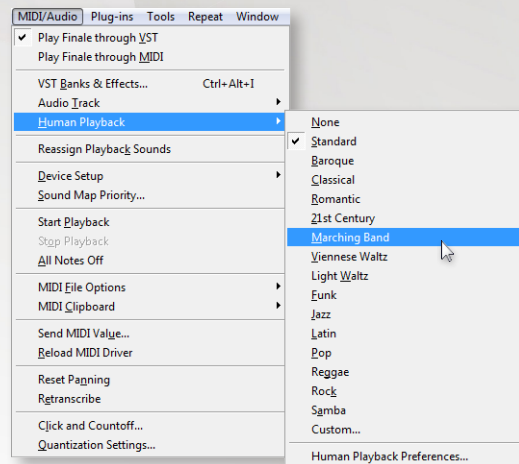 MIDI/Audio Plug-ins Tools Repeat Window
Play Finale through VST
Play Finale through MIDI
VST Banks & Effects... Ctrl+Alt+I
Audio Track
Human Playback
Reassign Playback Sounds
Device Setup
Sound Map Priority...
Start Playback
Stop Playback
All Notes Off
MIDI File Options
MIDI Clipboard
Send MIDI Value...
Reload MIDI Driver
Reset Panning
Retranscribe
Click and Countoff...
Quantization Settings...
None
Standard
Baroque
Classical
Romantic
21st Century
Marching Band
Viennese Waltz
Light Waltz
Funk
Jazz
Latin
Pop
Reggae
Rock
Samba
Custom...
Human Playback Preferences...